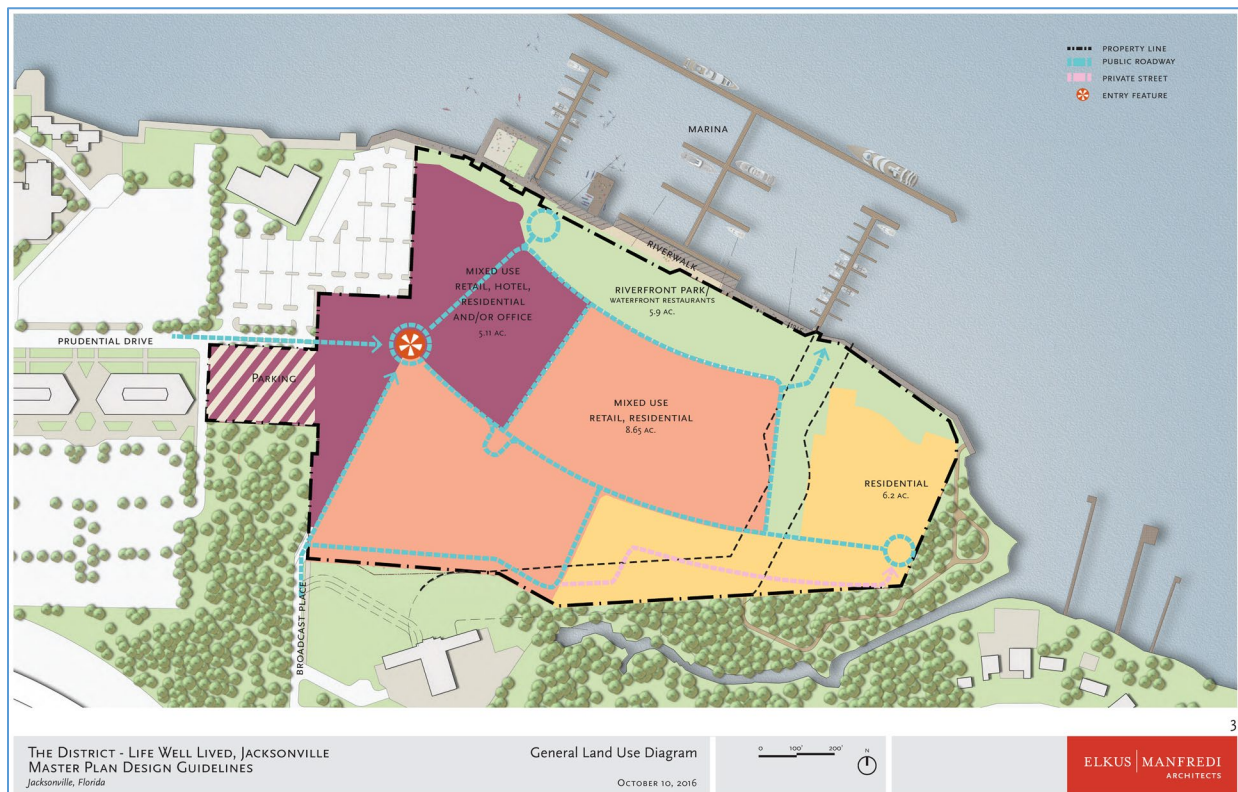 PROPERTY LINE
PUBLIC ROADWAY
PRIVATE STREET
ENTRY FEATURE
MARINA
RIVERWALK
MIXED USE
RETAIL, HOTEL,
RESIDENTIAL
AND/OR OFFICE
5.11 AC.
RIVERFRONT PARK/
WATERFRONT RESTAURANTS
5.9 AC.
PRUDENTIAL DRIVE
PARKING
MIXED USE
RETAIL, RESIDENTIAL
8.65 AC.
RESIDENTIAL
6.2 AC.
BROADCAST PLACE
3
THE DISTRICT - LIFE WELL LIVED, JACKSONVILLE
MASTER PLAN DESIGN GUIDELINES
Jacksonville, Florida
General Land Use Diagram
OCTOBER 10, 2016
0 100' 200'
N
ELKUS | MANFREDI
ARCHITECTS